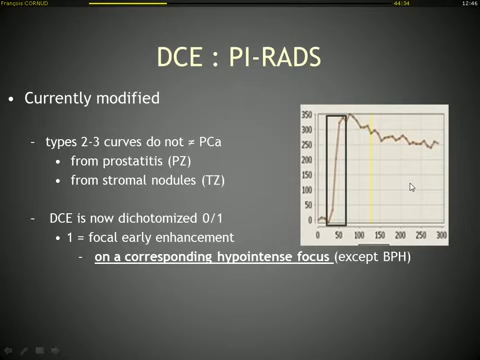 François CORNUD
44/34
12:46
DCE : PI-RADS
• Currently modified
– types 2-3 curves do not ≠ PCa
• from prostatitis (PZ)
• from stromal nodules (TZ)
– DCE is now dichotomized 0/1
• 1 = focal early enhancement
– on a corresponding hypointense focus (except BPH)
350
300
250
200
150
100
50
0
0 50 100 150 200 250 300